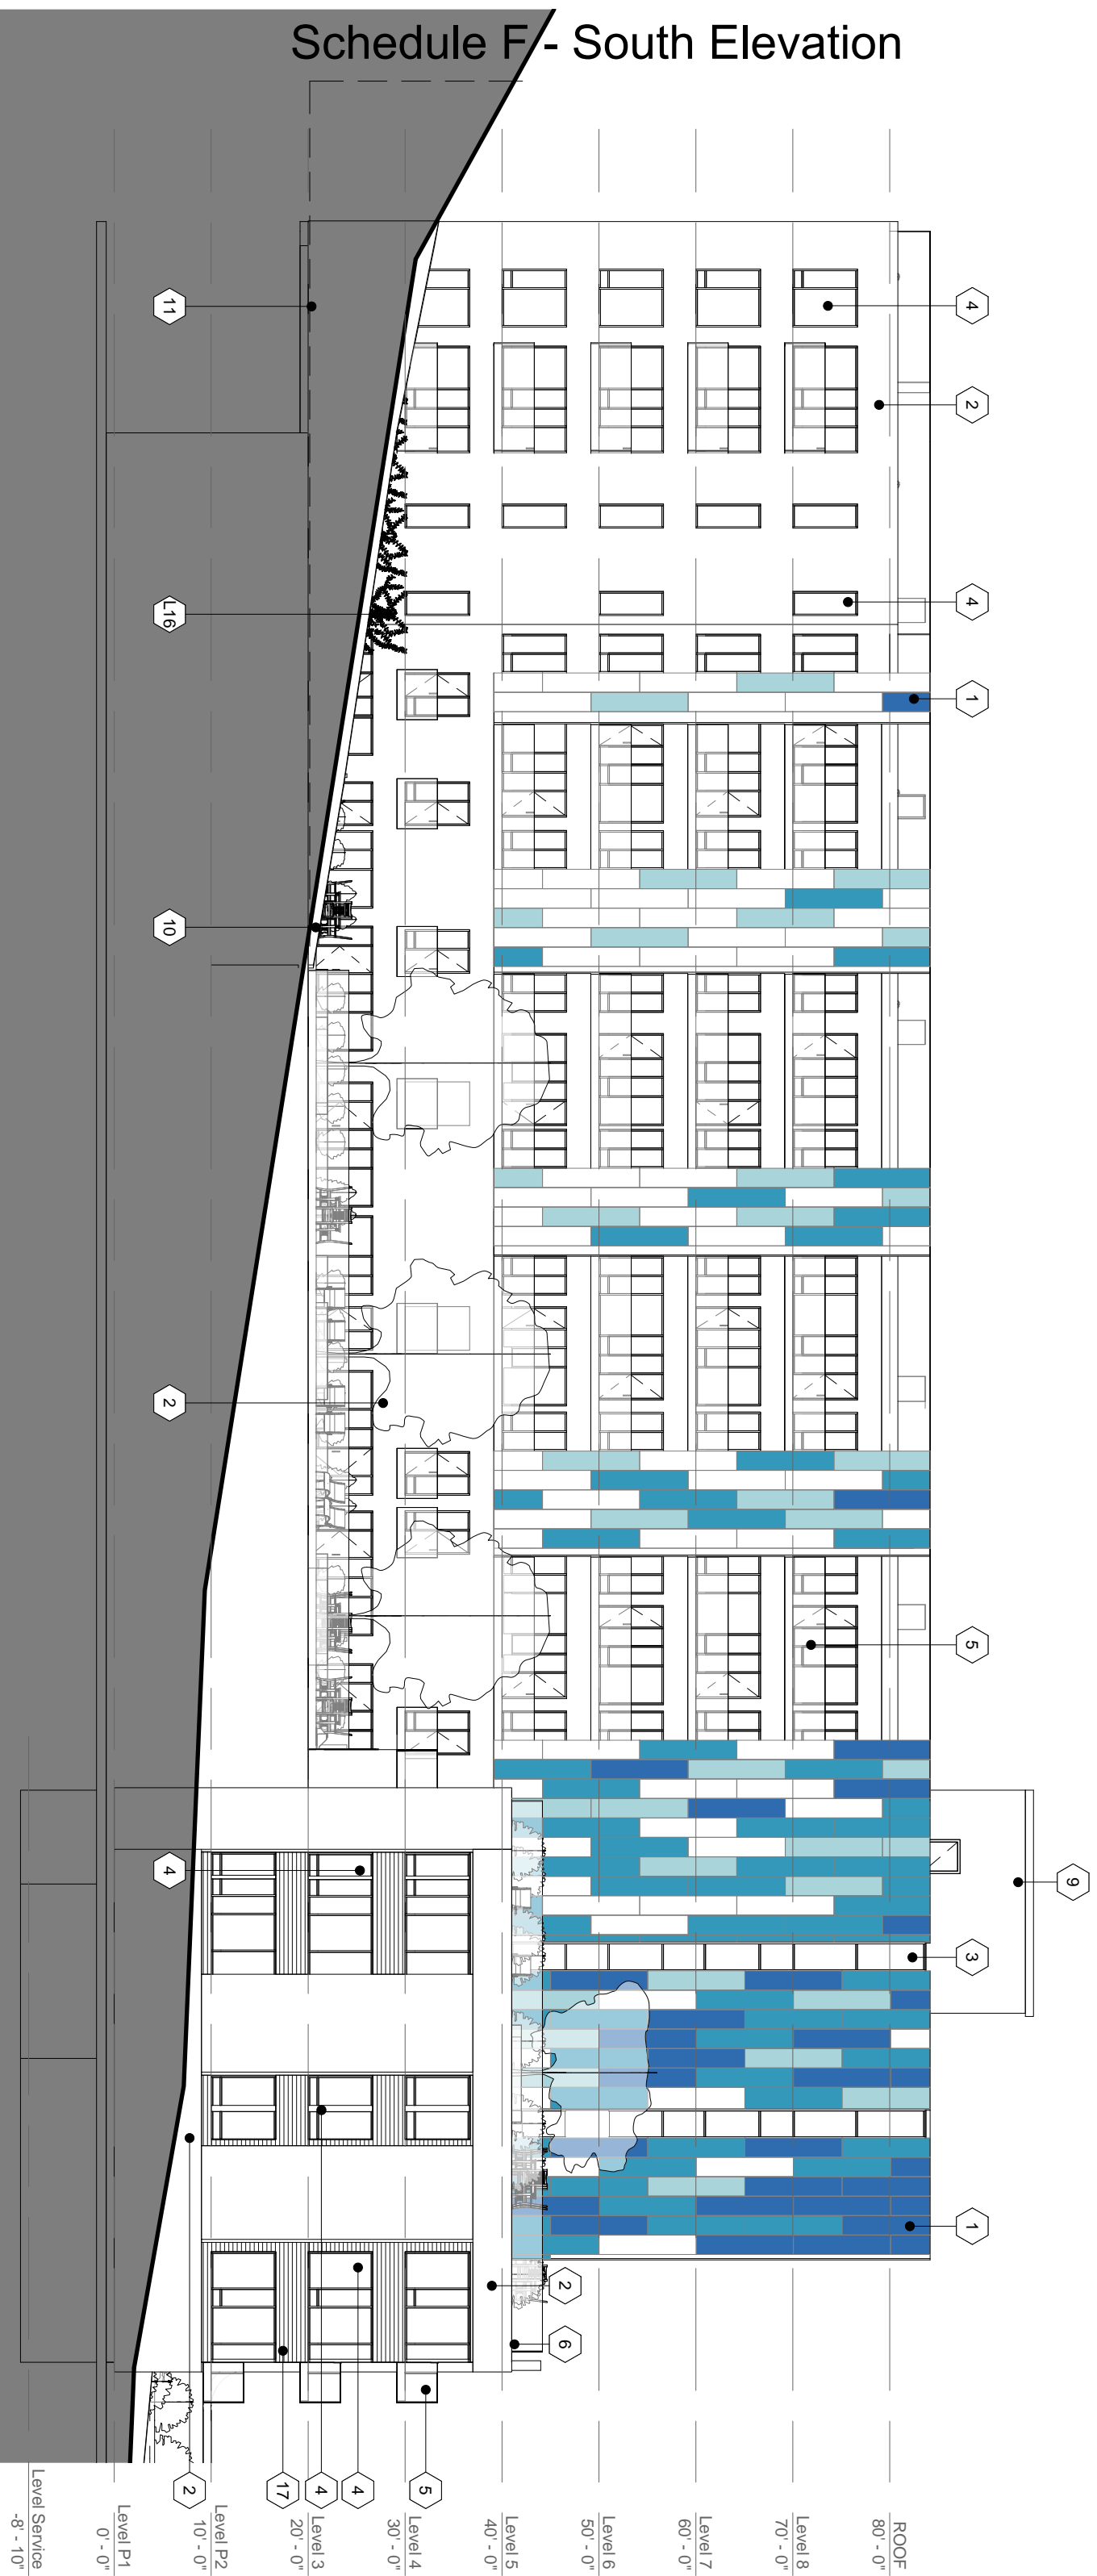 Schedule F - South Elevation
4
2
4
1
5
9
3
1
11
L16
10
2
4
2
6
2
17
4
4
5
ROOF
80' - 0"
Level 8
70' - 0"
Level 7
60' - 0"
Level 6
50' - 0"
Level 5
40' - 0"
Level 4
30' - 0"
Level 3
20' - 0"
Level P2
10' - 0"
Level P1
0' - 0"
Level Service
-8' - 10"